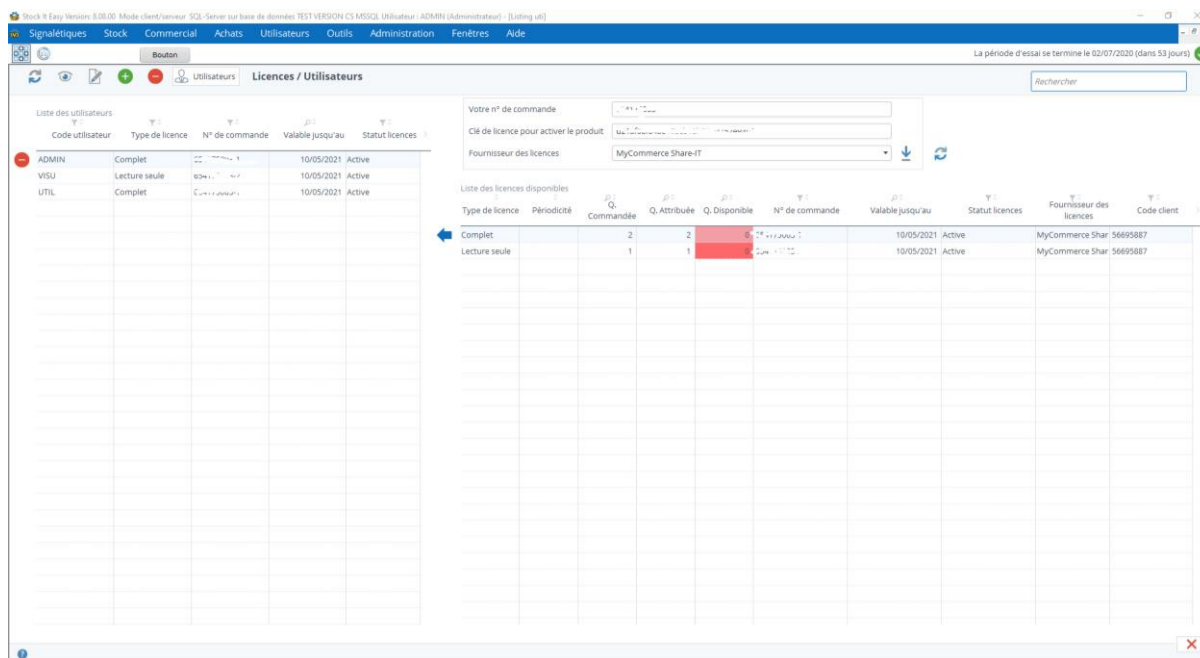 Stock It Easy Version: 8.08.00 Mode client/serveur SQL-Server sur base de données TEST VERSION CS MSSQL Utilisateur : ADMIN (Administrateur) - [Listing uti]
Signalétiques Stock Commercial Achats Utilisateurs Outils Administration Fenêtres Aide
Bouton La période d'essai se termine le 02/07/2020 (dans 53 jours)
Utilisateurs Licences / Utilisateurs Rechercher
Liste des utilisateurs
Code utilisateur Type de licence N° de commande Valable jusqu'au Statut licences
ADMIN Complet 10/05/2021 Active
VISU Lecture seule 10/05/2021 Active
UTIL Complet 10/05/2021 Active
Votre n° de commande
Clé de licence pour activer le produit
Fournisseur des licences MyCommerce Share-IT
Liste des licences disponibles
Type de licence Périodicité Q. Commandée Q. Attribuée Q. Disponible N° de commande Valable jusqu'au Statut licences Fournisseur des licences Code client
Complet 2 2 0 10/05/2021 Active MyCommerce Shar 56695887
Lecture seule 1 1 0 10/05/2021 Active MyCommerce Shar 56695887